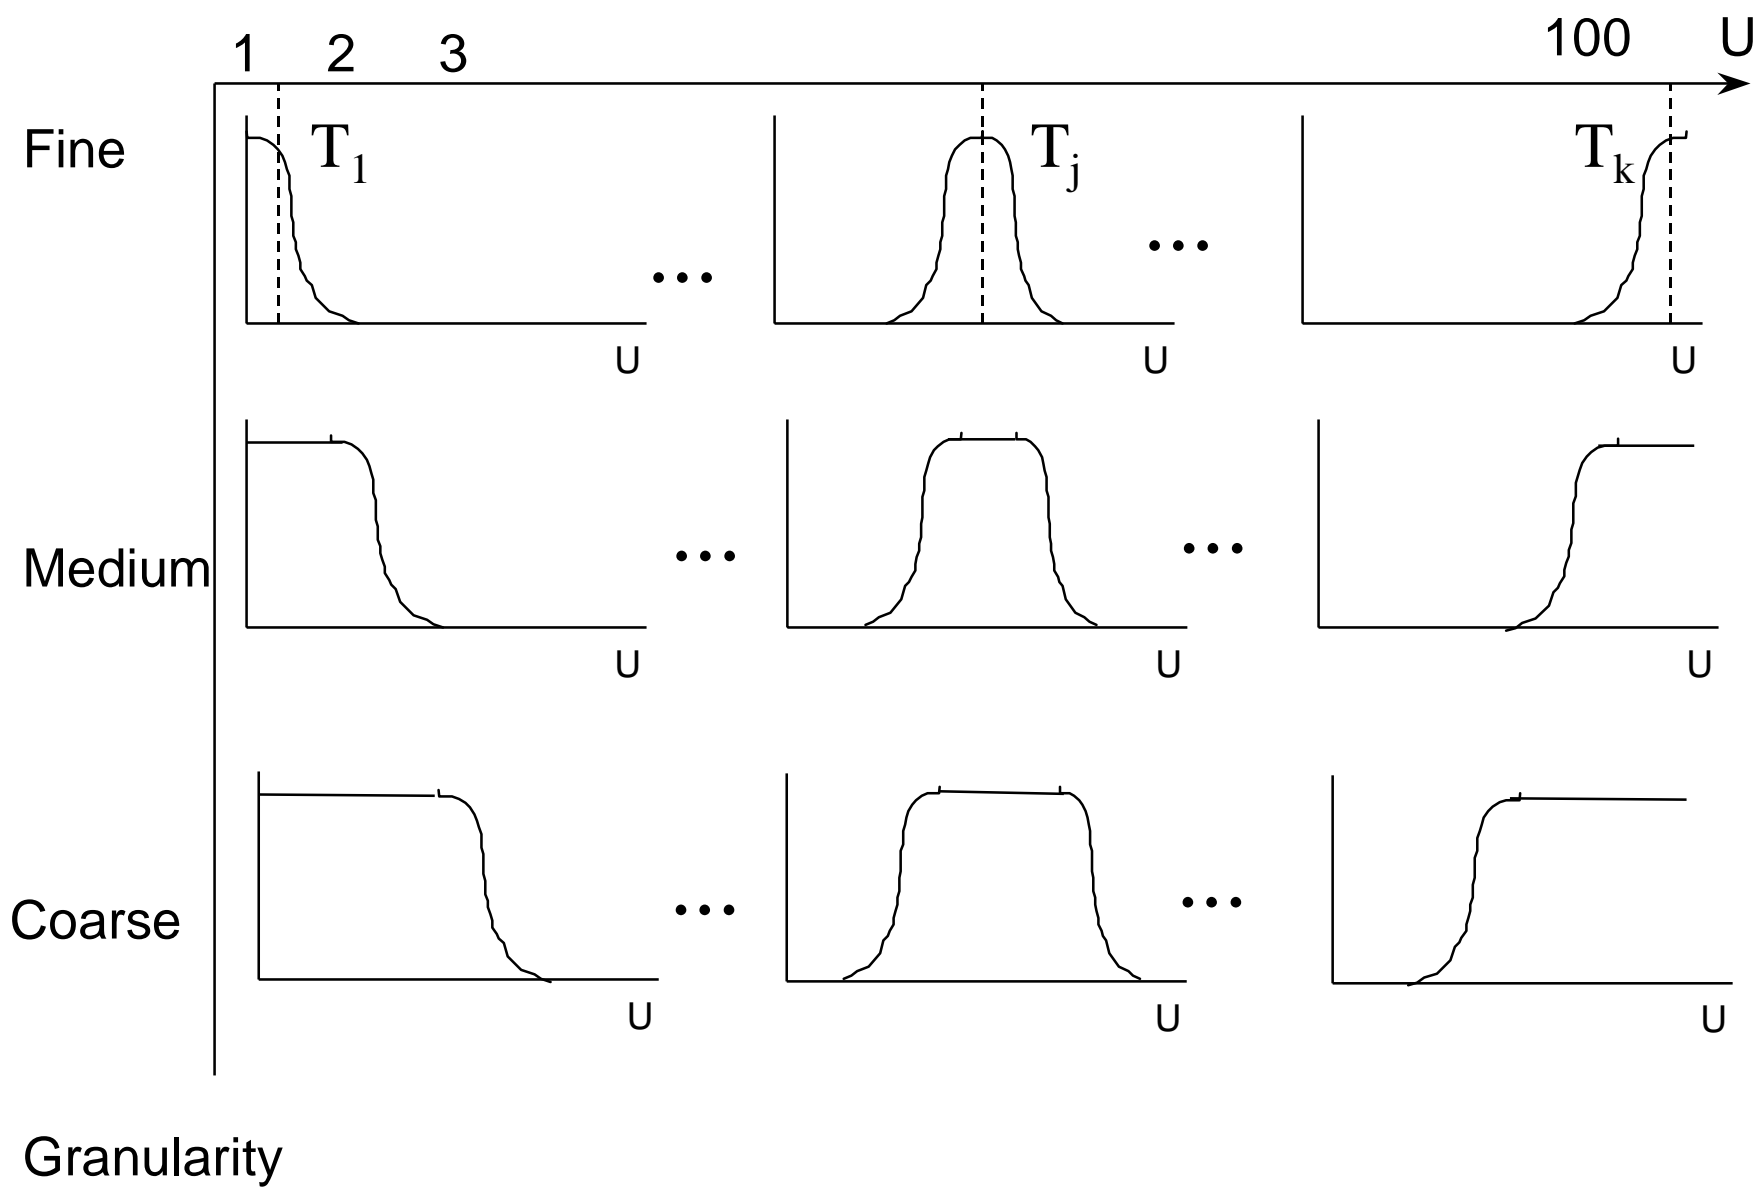 1 2 3 100 U
Fine T1 Tj Tk
... ...
U U U
Medium ... ...
U U U
Coarse ... ...
U U U
Granularity